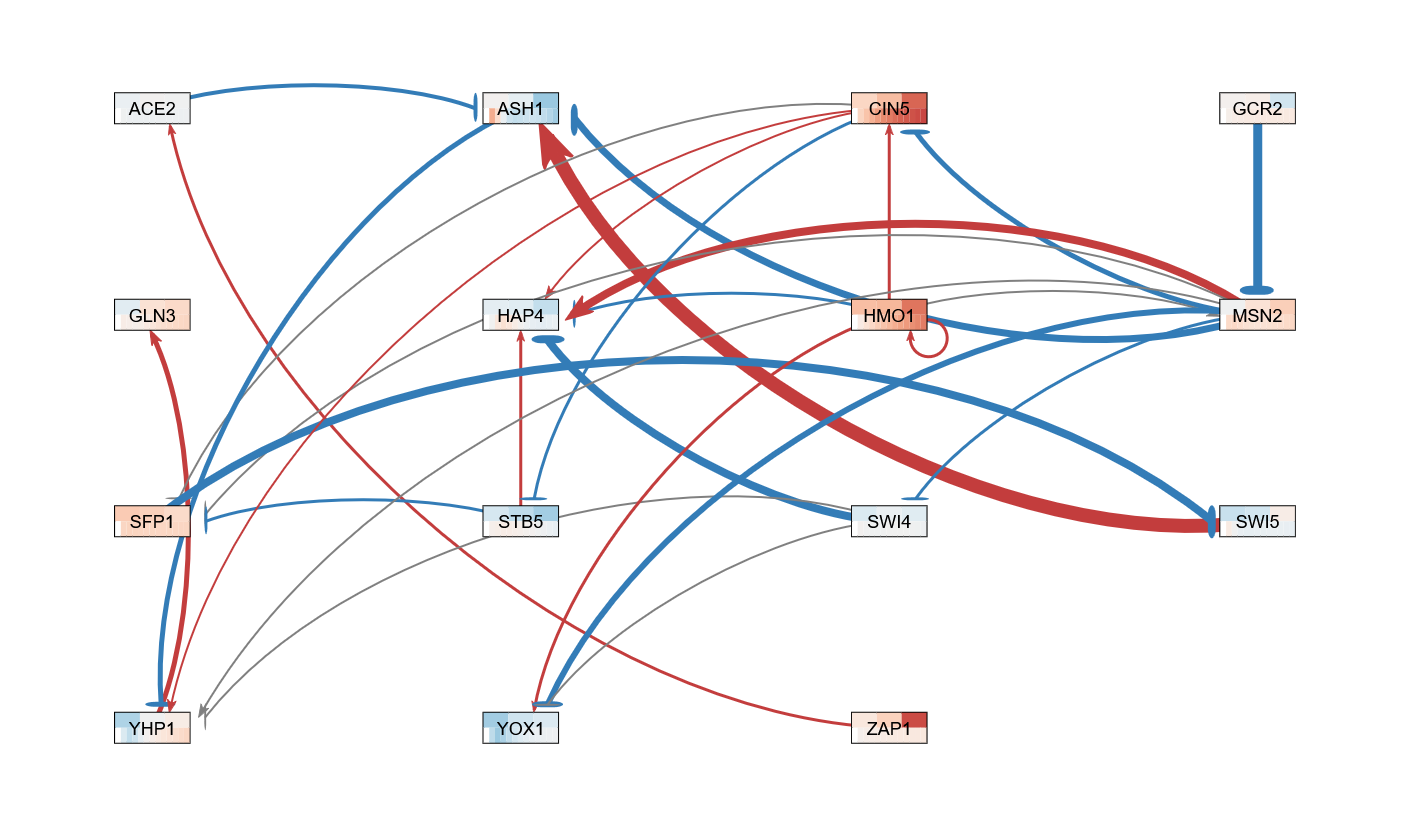 ACE2
ASH1
CIN5
GCR2
GLN3
HAP4
HMO1
MSN2
SFP1
STB5
SWI4
SWI5
YHP1
YOX1
ZAP1